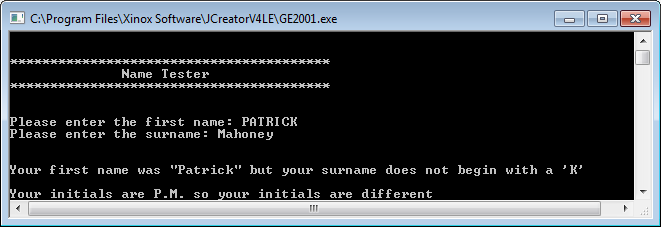 C:\Program Files\Xinox Software\JCreatorV4LE\GE2001.exe
****************************************
Name Tester
****************************************
Please enter the first name: PATRICK
Please enter the surname: Mahoney
Your first name was "Patrick" but your surname does not begin with a 'K'
Your initials are P.M. so your initials are different